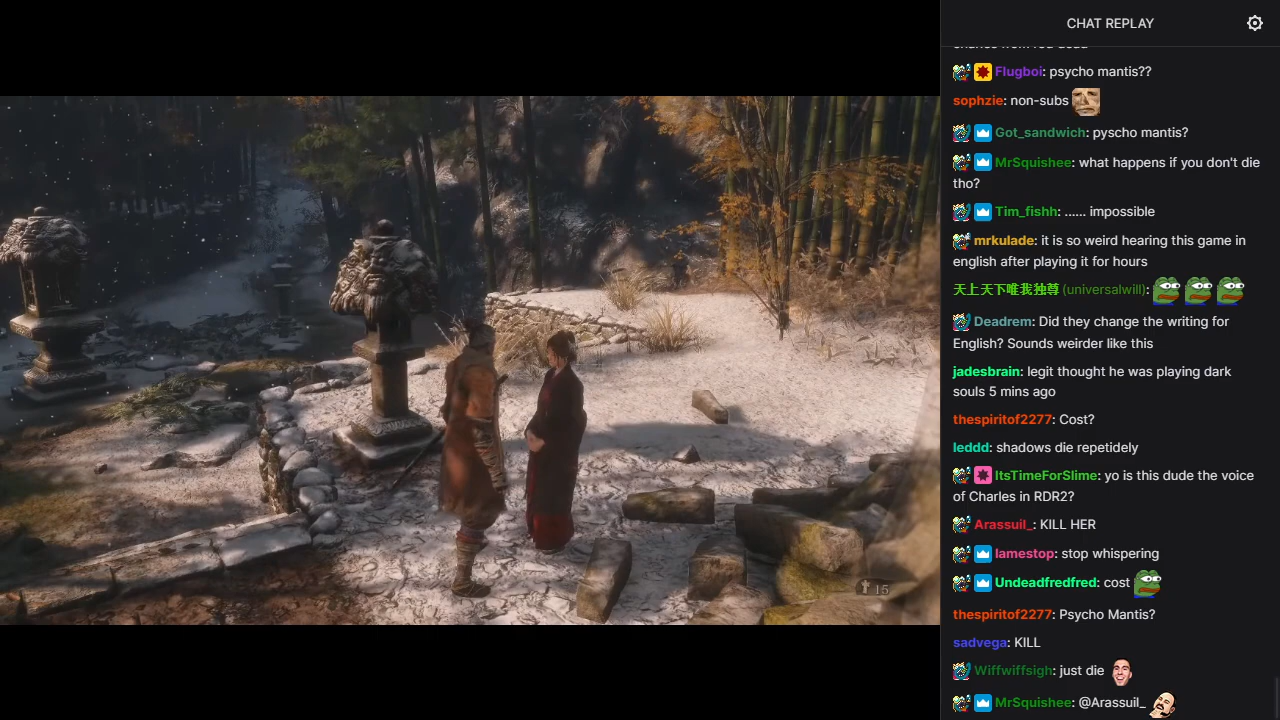 CHAT REPLAY
Flugboi: psycho mantis??
sophzie: non-subs
Got_sandwich: pyscho mantis?
MrSquishee: what happens if you don't die
tho?
Tim_fishh: ...... impossible
mrkulade: it is so weird hearing this game in
english after playing it for hours
天上天下唯我独尊 (universalwill):
Deadrem: Did they change the writing for
English? Sounds weirder like this
jadesbrain: legit thought he was playing dark
souls 5 mins ago
thespiritof2277: Cost?
leddd: shadows die repetidely
ItsTimeForSlime: yo is this dude the voice
of Charles in RDR2?
Arassuil_: KILL HER
lamestop: stop whispering
Undeadfredfred: cost
thespiritof2277: Psycho Mantis?
sadvega: KILL
Wiffwiffsigh: just die
MrSquishee: @Arassuil_
15